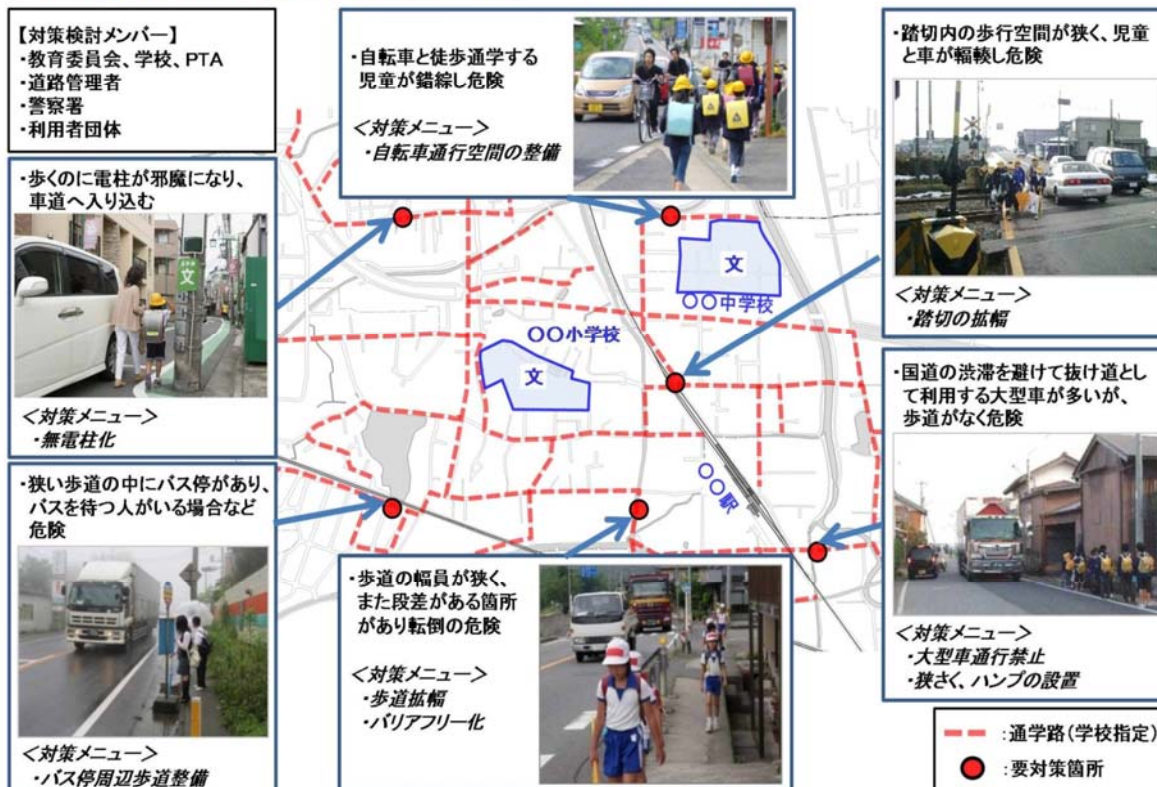 【対策検討メンバー】
・教育委員会、学校、PTA
・道路管理者
・警察署
・利用者団体
・歩くのに電柱が邪魔になり、
車道へ入り込む
文
<対策メニュー>
・無電柱化
・狭い歩道の中にバス停があり、
バスを待つ人がいる場合など
危険
<対策メニュー>
・バス停周辺歩道整備
・自転車と徒歩通学する
児童が錯綜し危険
<対策メニュー>
・自転車通行空間の整備
文
〇〇中学校
〇〇小学校
文
〇〇駅
・歩道の幅員が狭く、
また段差がある箇所
があり転倒の危険
<対策メニュー>
・歩道拡幅
・バリアフリー化
・踏切内の歩行空間が狭く、児童
と車が輻輳し危険
<対策メニュー>
・踏切の拡幅
・国道の渋滞を避けて抜け道とし
て利用する大型車が多いが、
歩道がなく危険
<対策メニュー>
・大型車通行禁止
・狭さく、ハンプの設置
:通学路(学校指定)
:要対策箇所